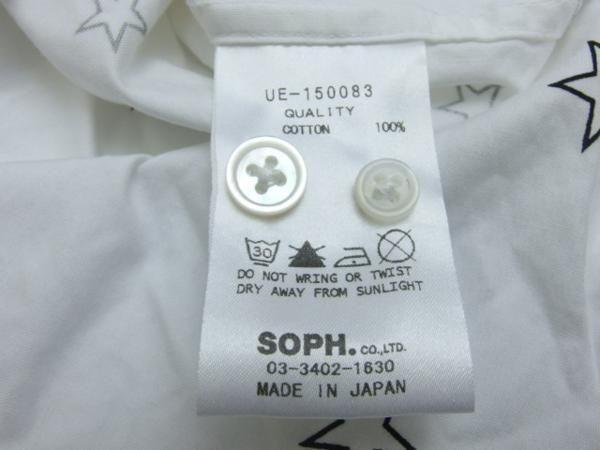 UE-150083
QUALITY
COTTON 100%
30
DO NOT WRING OR TWIST
DRY AWAY FROM SUNLIGHT
SOPH. CO.,LTD.
03-3402-1630
MADE IN JAPAN